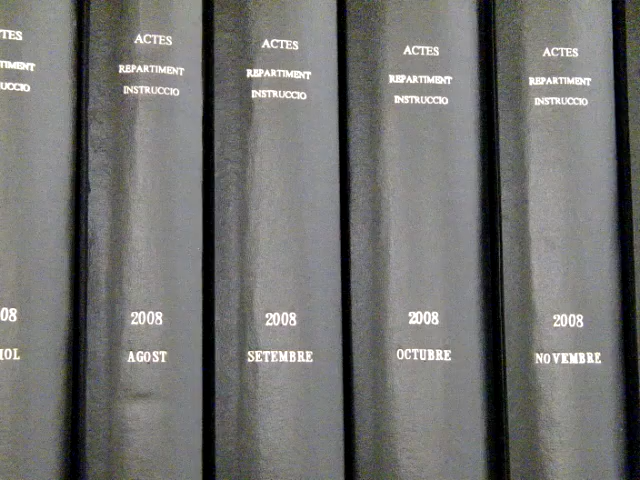 ACTES
REPARTIMENT
INSTRUCCIO
2008
AGOST
ACTES
REPARTIMENT
INSTRUCCIO
2008
SETEMBRE
ACTES
REPARTIMENT
INSTRUCCIO
2008
OCTUBRE
ACTES
REPARTIMENT
INSTRUCCIO
2008
NOVEMBRE